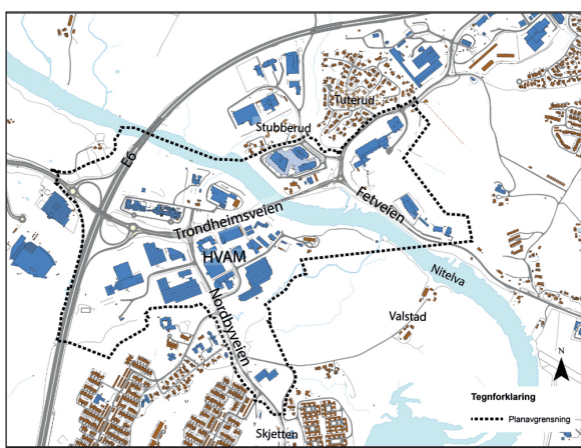 Tuterud
Stubberud
E6
Trondheimsveien
Fetveien
HVAM
Nitelva
Nordbyveien
Valstad
N
Tegnforklaring
Planavgrensning
Skjetten